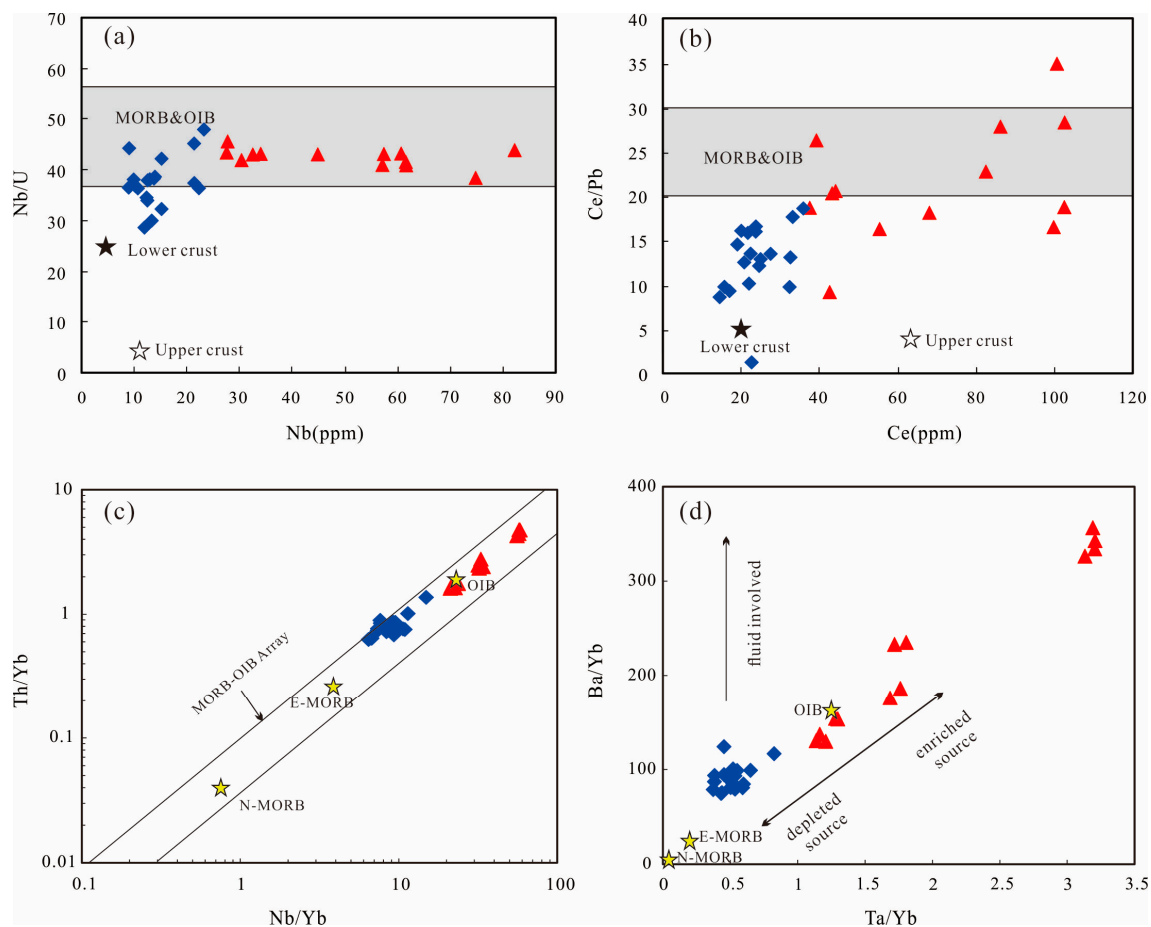 (a)
70
60
50
40
30
20
10
0
Nb/U
MORB&OIB
Lower crust
Upper crust
0 10 20 30 40 50 60 70 80 90
Nb(ppm)
(b)
40
35
30
25
20
15
10
5
0
Ce/Pb
MORB&OIB
Lower crust
Upper crust
0 20 40 60 80 100 120
Ce(ppm)
(c)
10
1
0.1
0.01
Th/Yb
MORB-OIB Array
OIB
E-MORB
N-MORB
0.1 1 10 100
Nb/Yb
(d)
400
300
200
100
0
Ba/Yb
fluid involved
OIB
enriched
source
depleted
source
E-MORB
N-MORB
0 0.5 1 1.5 2 2.5 3 3.5
Ta/Yb